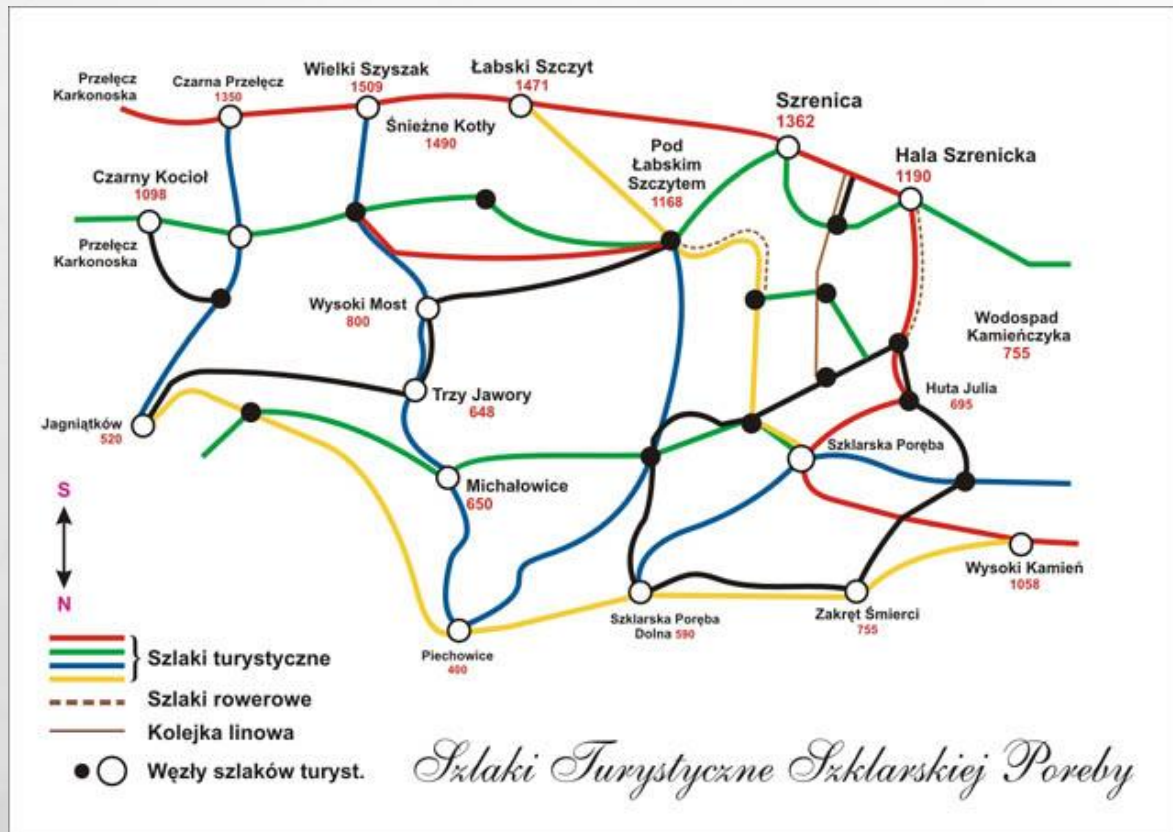 Przełęcz
Karkonoska
Czarna Przełęcz
1350
Wielki Szyszak
1509
Łabski Szczyt
1471
Śnieżne Kotły
1490
Szrenica
1362
Pod
Łabskim
Szczytem
1168
Hala Szrenicka
1190
Czarny Kocioł
1098
Przełęcz
Karkonoska
Wysoki Most
800
Wodospad
Kamieńczyka
755
Trzy Jawory
648
Huta Julia
695
Jagniątków
520
Szklarska Poręba
Michałowice
650
S
N
Wysoki Kamień
1058
Szklarska Poręba
Dolna 590
Zakręt Śmierci
755
Piechowice
400
Szlaki turystyczne
Szlaki rowerowe
Kolejka linowa
Węzły szlaków turyst.
Szlaki Turystyczne Szklarskiej Poreby